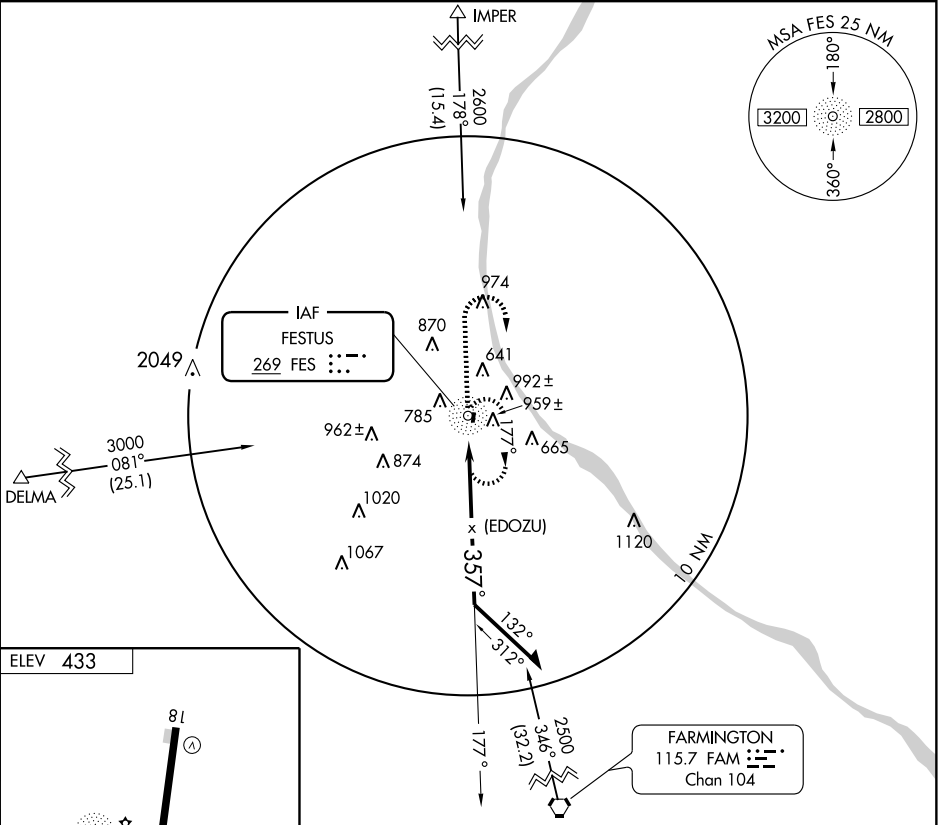 IMPER
2600
178°
(15.4)
MSA FES 25 NM
180°
3200
2800
360°
974
IAF
FESTUS
269 FES
870
641
2049
992±
959±
785
177°
962±
665
874
3000
081°
(25.1)
DELMA
1020
x (EDOZU)
1120
1067
357°
10 NM
132°
312°
ELEV 433
18
V
177°
2500
346°
(32.2)
FARMINGTON
115.7 FAM
Chan 104